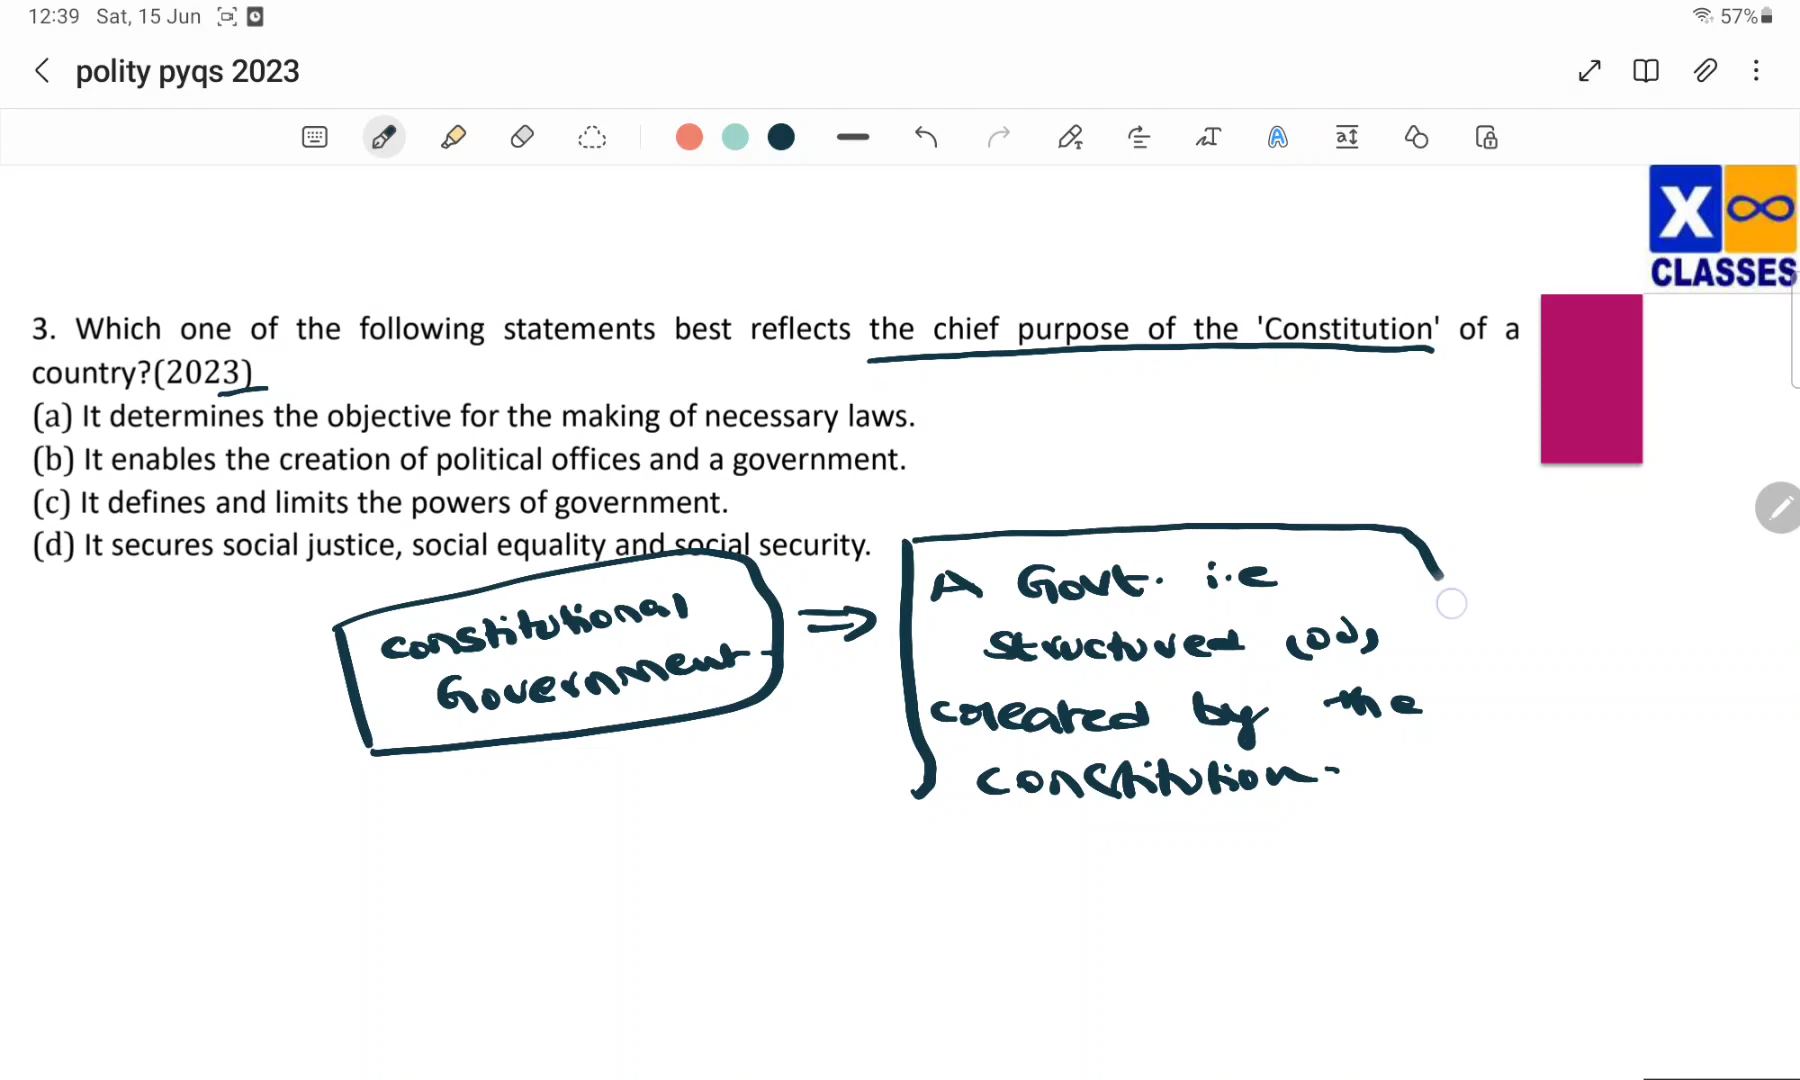 12:39 Sat, 15 Jun
57%
polity pyqs 2023
X ∞
CLASSES
3. Which one of the following statements best reflects the chief purpose of the 'Constitution' of a
country?(2023)
(a) It determines the objective for the making of necessary laws.
(b) It enables the creation of political offices and a government.
(c) It defines and limits the powers of government.
(d) It secures social justice, social equality and social security.
Constitutional
Government
⇒
A Govt. i.e
structured (or)
created by the
constitution